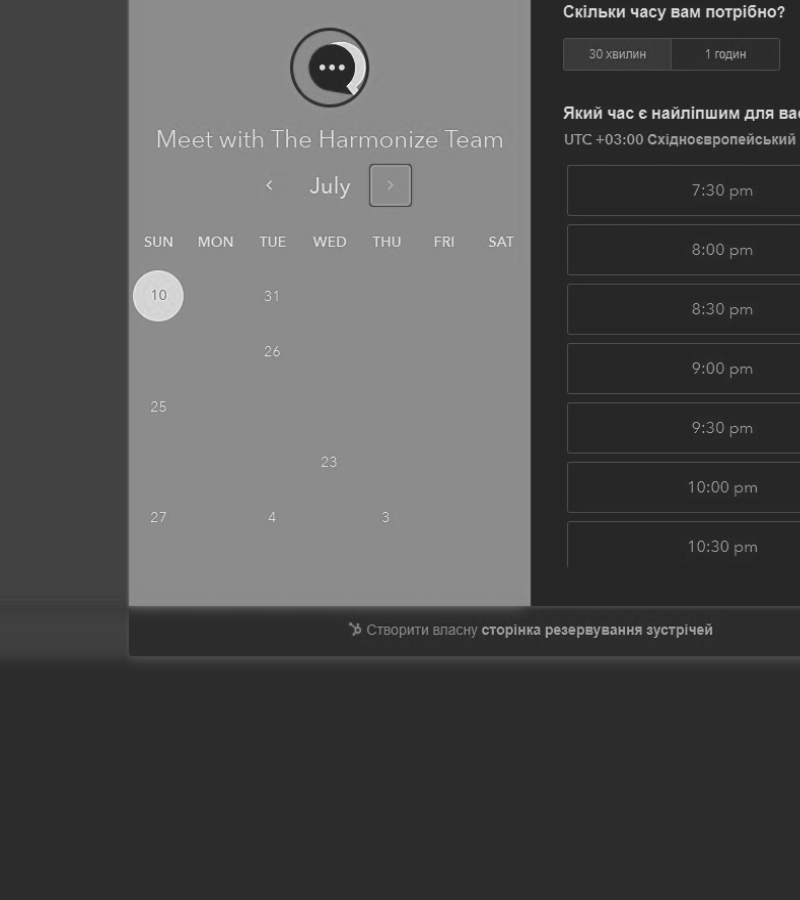 Meet with The Harmonize Team
July
SUN MON TUE WED THU FRI SAT
10 31
26
25
23
27 4 3
Скільки часу вам потрібно?
30 хвилин 1 годин
Який час є найліпшим для вас
UTC +03:00 Східноєвропейський
7:30 pm
8:00 pm
8:30 pm
9:00 pm
9:30 pm
10:00 pm
10:30 pm
Створити власну сторінка резервування зустрічей